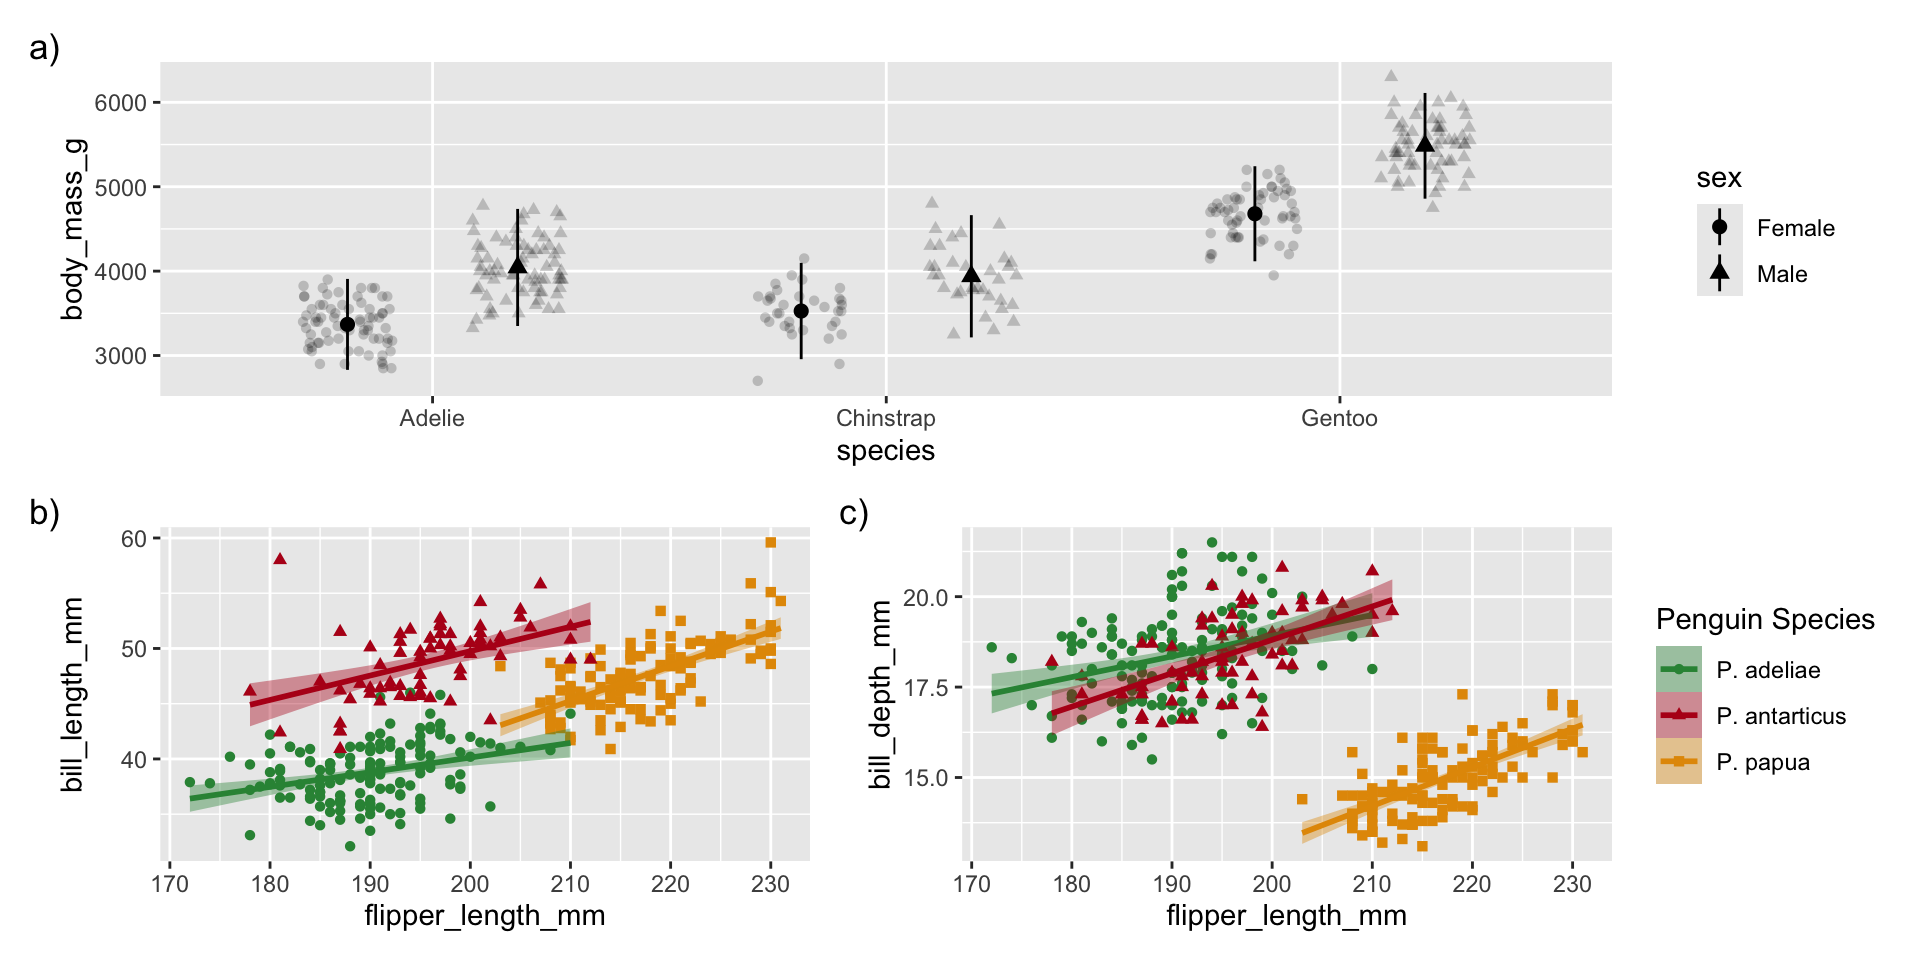 a)
body_mass_g
6000
5000
4000
3000
Adelie
Chinstrap
Gentoo
species
sex
Female
Male
b)
bill_length_mm
60
50
40
170
180
190
200
210
220
230
flipper_length_mm
c)
bill_depth_mm
20.0
17.5
15.0
170
180
190
200
210
220
230
flipper_length_mm
Penguin Species
P. adeliae
P. antarticus
P. papua